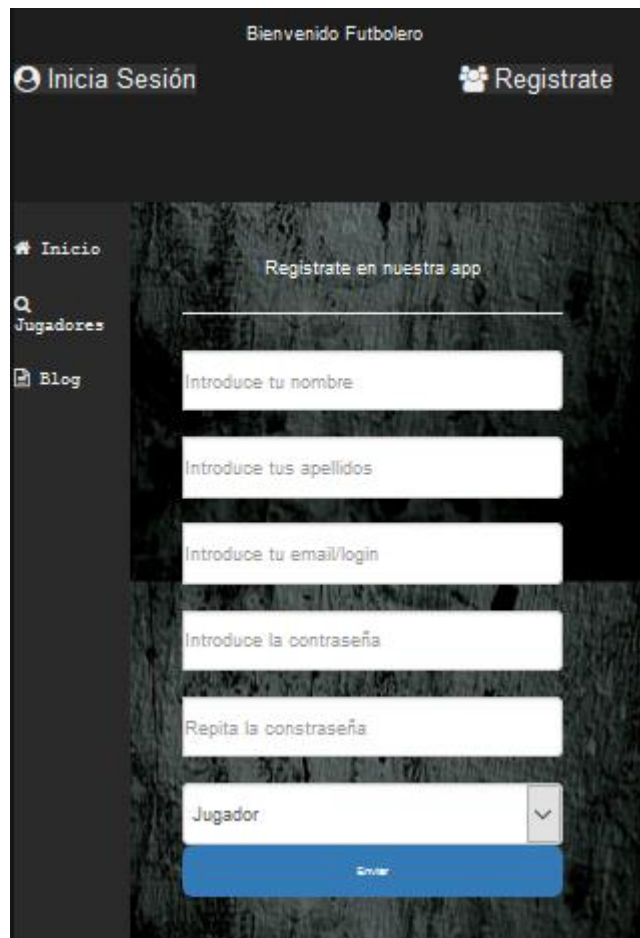 Bienvenido Futbolero
Inicia Sesión
Registrate
Inicio
Jugadores
Blog
Registrate en nuestra app
Introduce tu nombre
Introduce tus apellidos
Introduce tu email/login
Introduce la contraseña
Repita la constraseña
Jugador
Enviar